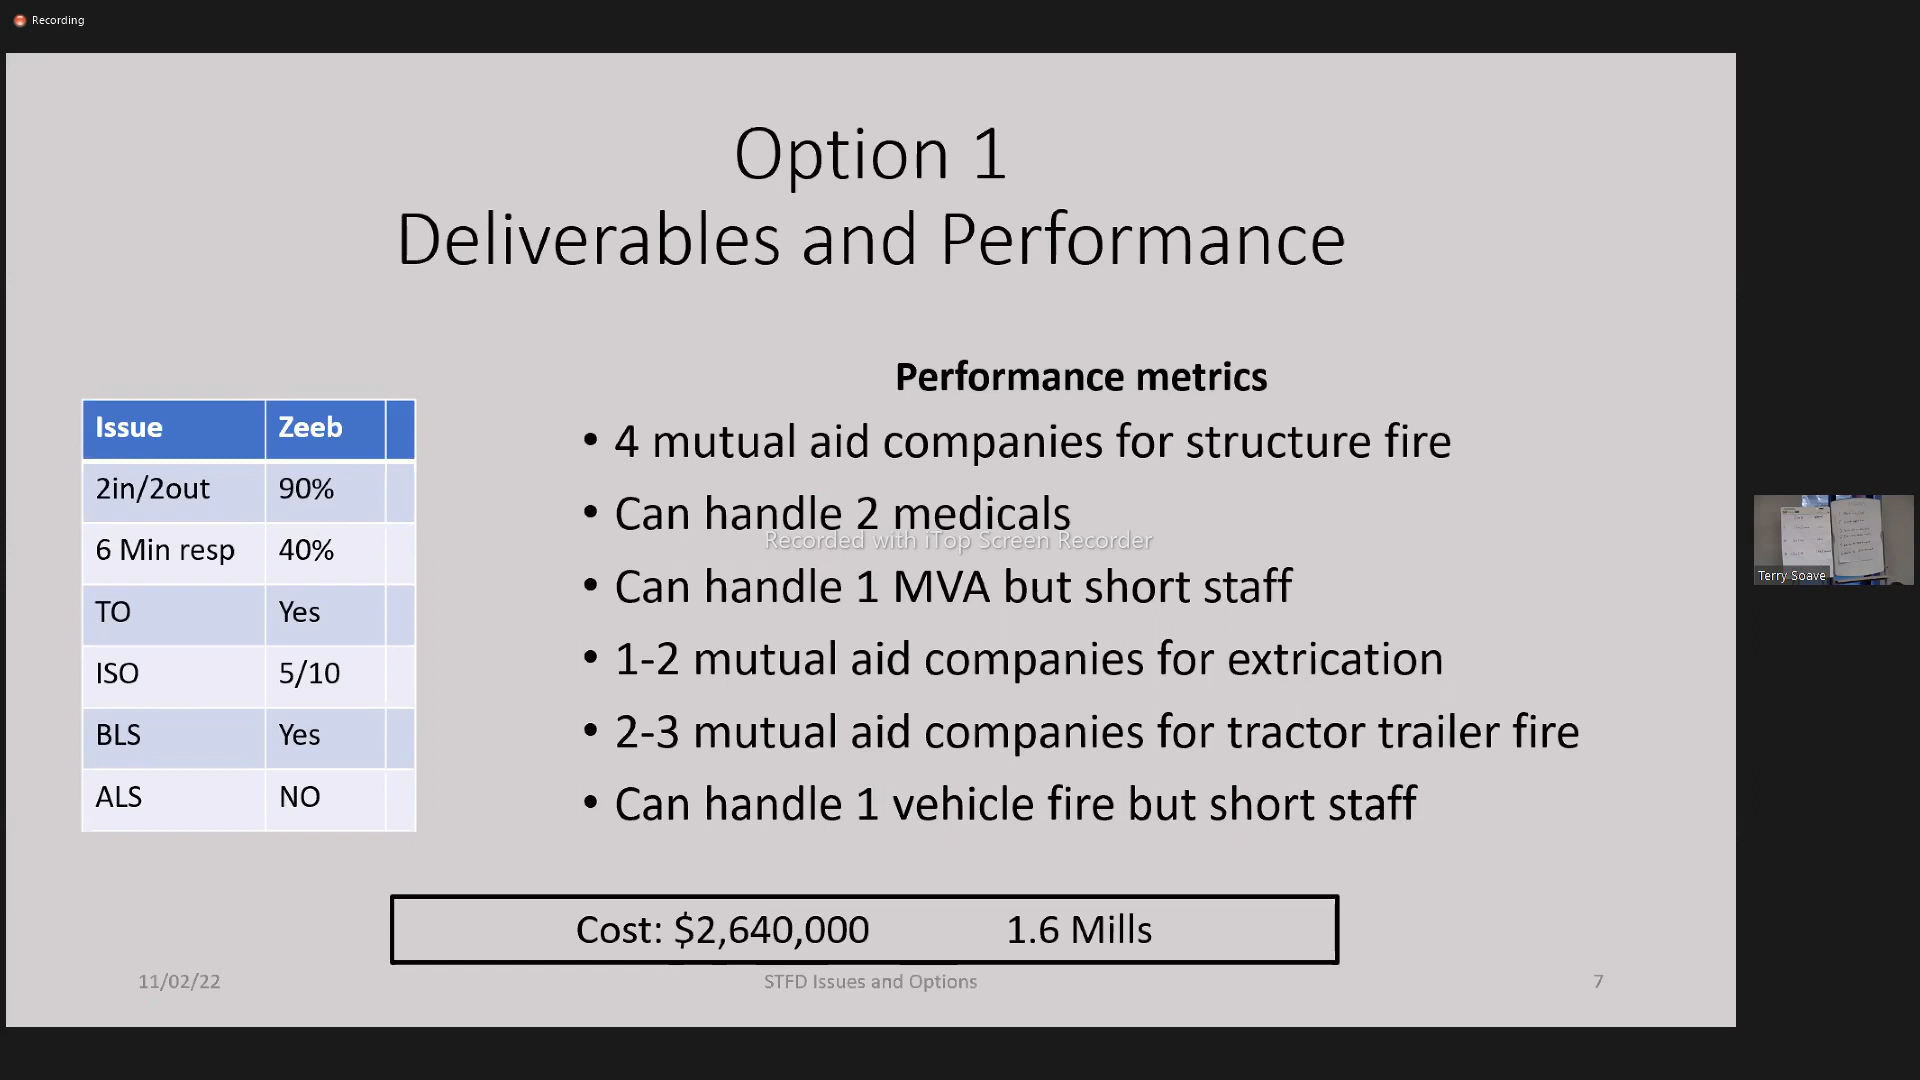 Recording
Option 1
Deliverables and Performance
Issue Zeeb
2in/2out 90%
6 Min resp 40%
TO Yes
ISO 5/10
BLS Yes
ALS NO
Performance metrics
• 4 mutual aid companies for structure fire
• Can handle 2 medicals
Recorded with iTop Screen Recorder
• Can handle 1 MVA but short staff
• 1-2 mutual aid companies for extrication
• 2-3 mutual aid companies for tractor trailer fire
• Can handle 1 vehicle fire but short staff
Cost: $2,640,000 1.6 Mills
11/02/22 STFD Issues and Options 7
Terry Soave